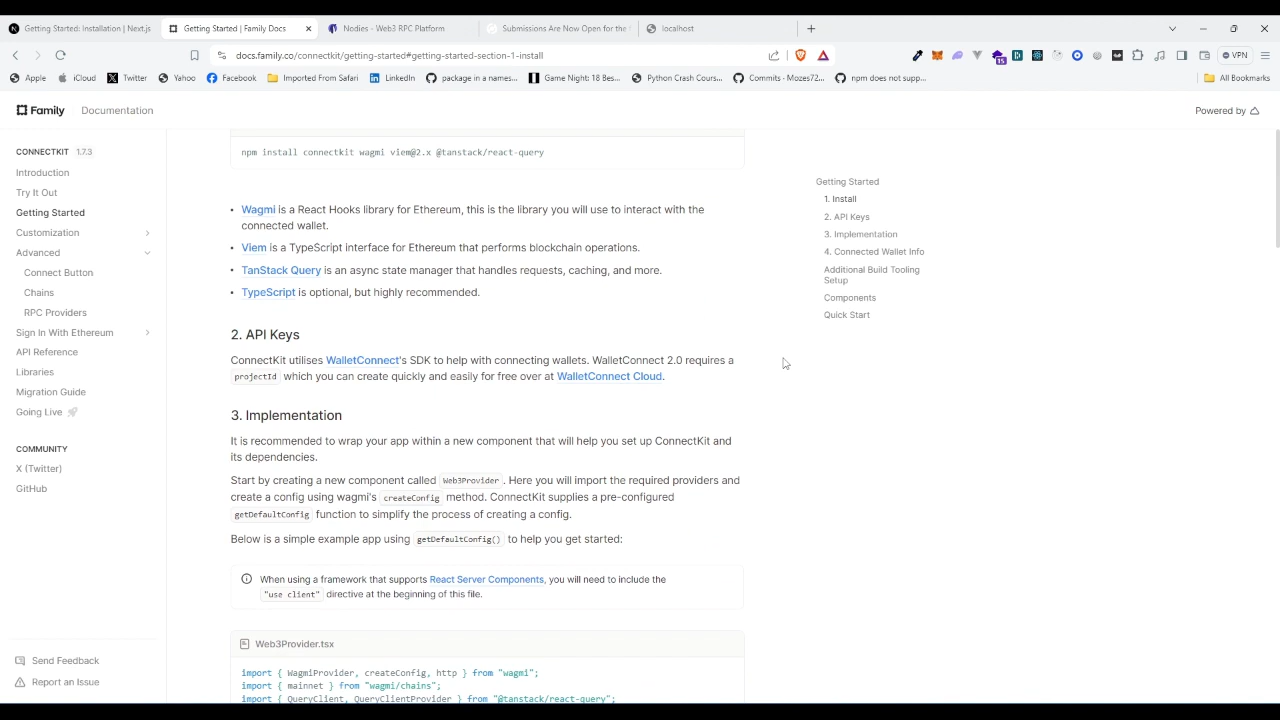 Getting Started: Installation | Next.js
Getting Started | Family Docs
Nodies - Web3 RPC Platform
Submissions Are Now Open for the
localhost
docs.family.co/connectkit/getting-started#getting-started-section-1-install
15
VPN
Apple
iCloud
Twitter
Yahoo
Facebook
Imported From Safari
LinkedIn
package in a names...
Game Night: 18 Bes...
Python Crash Cours...
Commits · Mozes72...
npm does not supp...
All Bookmarks
Family
Documentation
Powered by
CONNECTKIT 1.7.3
Introduction
Try It Out
Getting Started
Customization
Advanced
Connect Button
Chains
RPC Providers
Sign In With Ethereum
API Reference
Libraries
Migration Guide
Going Live
COMMUNITY
X (Twitter)
GitHub
Send Feedback
Report an Issue
npm install connectkit wagmi viem@2.x @tanstack/react-query
• Wagmi is a React Hooks library for Ethereum, this is the library you will use to interact with the
connected wallet.
• Viem is a TypeScript interface for Ethereum that performs blockchain operations.
• TanStack Query is an async state manager that handles requests, caching, and more.
• TypeScript is optional, but highly recommended.
2. API Keys
ConnectKit utilises WalletConnect's SDK to help with connecting wallets. WalletConnect 2.0 requires a
projectId which you can create quickly and easily for free over at WalletConnect Cloud.
3. Implementation
It is recommended to wrap your app within a new component that will help you set up ConnectKit and
its dependencies.
Start by creating a new component called Web3Provider. Here you will import the required providers and
create a config using wagmi's createConfig method. ConnectKit supplies a pre-configured
getDefaultConfig function to simplify the process of creating a config.
Below is a simple example app using getDefaultConfig() to help you get started:
When using a framework that supports React Server Components, you will need to include the
"use client" directive at the beginning of this file.
Web3Provider.tsx
import { WagmiProvider, createConfig, http } from "wagmi";
import { mainnet } from "wagmi/chains";
import { QueryClient, QueryClientProvider } from "@tanstack/react-query";
Getting Started
1. Install
2. API Keys
3. Implementation
4. Connected Wallet Info
Additional Build Tooling
Setup
Components
Quick Start